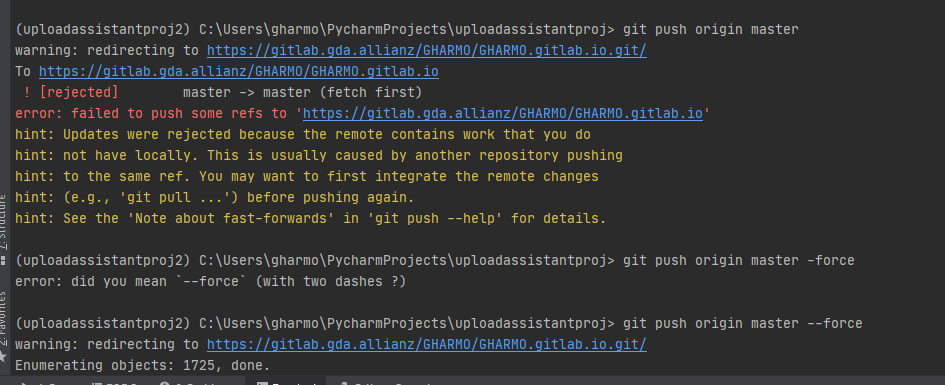 (uploadassistantproj2) C:\Users\gharmo\PycharmProjects\uploadassistantproj> git push origin master
warning: redirecting to https://gitlab.gda.allianz/GHARMO/GHARMO.gitlab.io.git/
To https://gitlab.gda.allianz/GHARMO/GHARMO.gitlab.io
! [rejected] master -> master (fetch first)
error: failed to push some refs to 'https://gitlab.gda.allianz/GHARMO/GHARMO.gitlab.io'
hint: Updates were rejected because the remote contains work that you do
hint: not have locally. This is usually caused by another repository pushing
hint: to the same ref. You may want to first integrate the remote changes
hint: (e.g., 'git pull ...') before pushing again.
hint: See the 'Note about fast-forwards' in 'git push --help' for details.
(uploadassistantproj2) C:\Users\gharmo\PycharmProjects\uploadassistantproj> git push origin master -force
error: did you mean `--force` (with two dashes ?)
(uploadassistantproj2) C:\Users\gharmo\PycharmProjects\uploadassistantproj> git push origin master --force
warning: redirecting to https://gitlab.gda.allianz/GHARMO/GHARMO.gitlab.io.git/
Enumerating objects: 1725, done.
7: Structure
2: Favorites